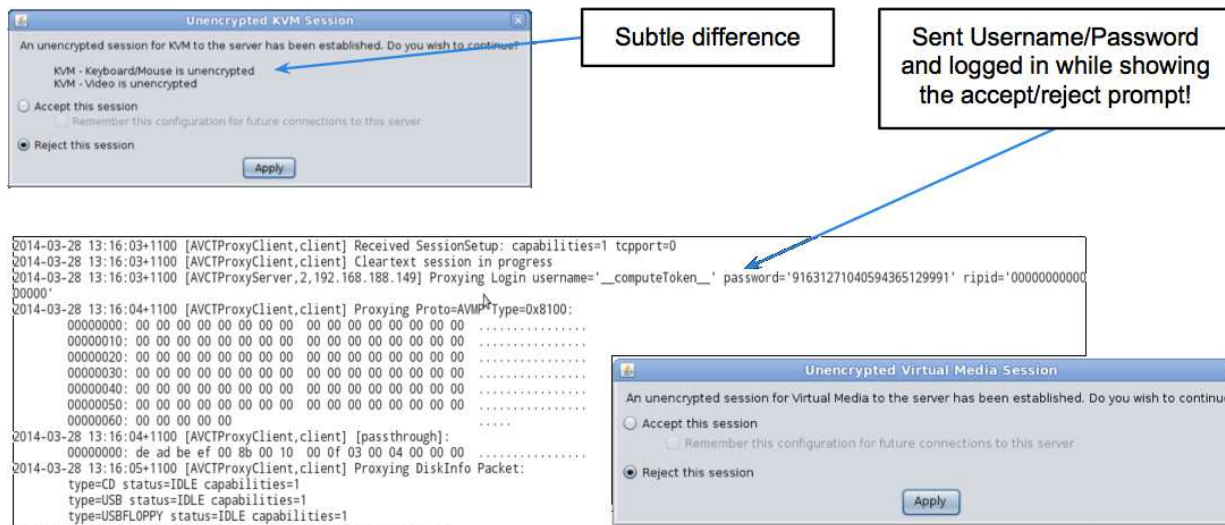 Unencrypted KVM Session
An unencrypted session for KVM to the server has been established. Do you wish to continue?
KVM - Keyboard/Mouse is unencrypted
KVM - Video is unencrypted
Accept this session
Remember this configuration for future connections to this server
Reject this session
Apply
Subtle difference
Sent Username/Password
and logged in while showing
the accept/reject prompt!
2014-03-28 13:16:03+1100 [AVCTProxyClient,client] Received SessionSetup: capabilities=1 tcpport=0
2014-03-28 13:16:03+1100 [AVCTProxyClient,client] Cleartext session in progress
2014-03-28 13:16:03+1100 [AVCTProxyServer,2,192.168.188.149] Proxying Login username='__computeToken__' password='91631271040594365129991' ripid='00000000000
00000'
2014-03-28 13:16:04+1100 [AVCTProxyClient,client] Proxying Proto=AVMP Type=0x8100:
00000000: 00 00 00 00 00 00 00 00 00 00 00 00 00 00 00 00 ................
00000010: 00 00 00 00 00 00 00 00 00 00 00 00 00 00 00 00 ................
00000020: 00 00 00 00 00 00 00 00 00 00 00 00 00 00 00 00 ................
00000030: 00 00 00 00 00 00 00 00 00 00 00 00 00 00 00 00 ................
00000040: 00 00 00 00 00 00 00 00 00 00 00 00 00 00 00 00 ................
00000050: 00 00 00 00 00 00 00 00 00 00 00 00 00 00 00 00 ................
00000060: 00 00 00 00 00 .....
2014-03-28 13:16:04+1100 [AVCTProxyClient,client] [passthrough]:
00000000: de ad be ef 00 8b 00 10 00 0f 03 00 04 00 00 00 ................
2014-03-28 13:16:05+1100 [AVCTProxyClient,client] Proxying DiskInfo Packet:
type=CD status=IDLE capabilities=1
type=USB status=IDLE capabilities=1
type=USBFLOPPY status=IDLE capabilities=1
Unencrypted Virtual Media Session
An unencrypted session for Virtual Media to the server has been established. Do you wish to continue
Accept this session
Remember this configuration for future connections to this server
Reject this session
Apply